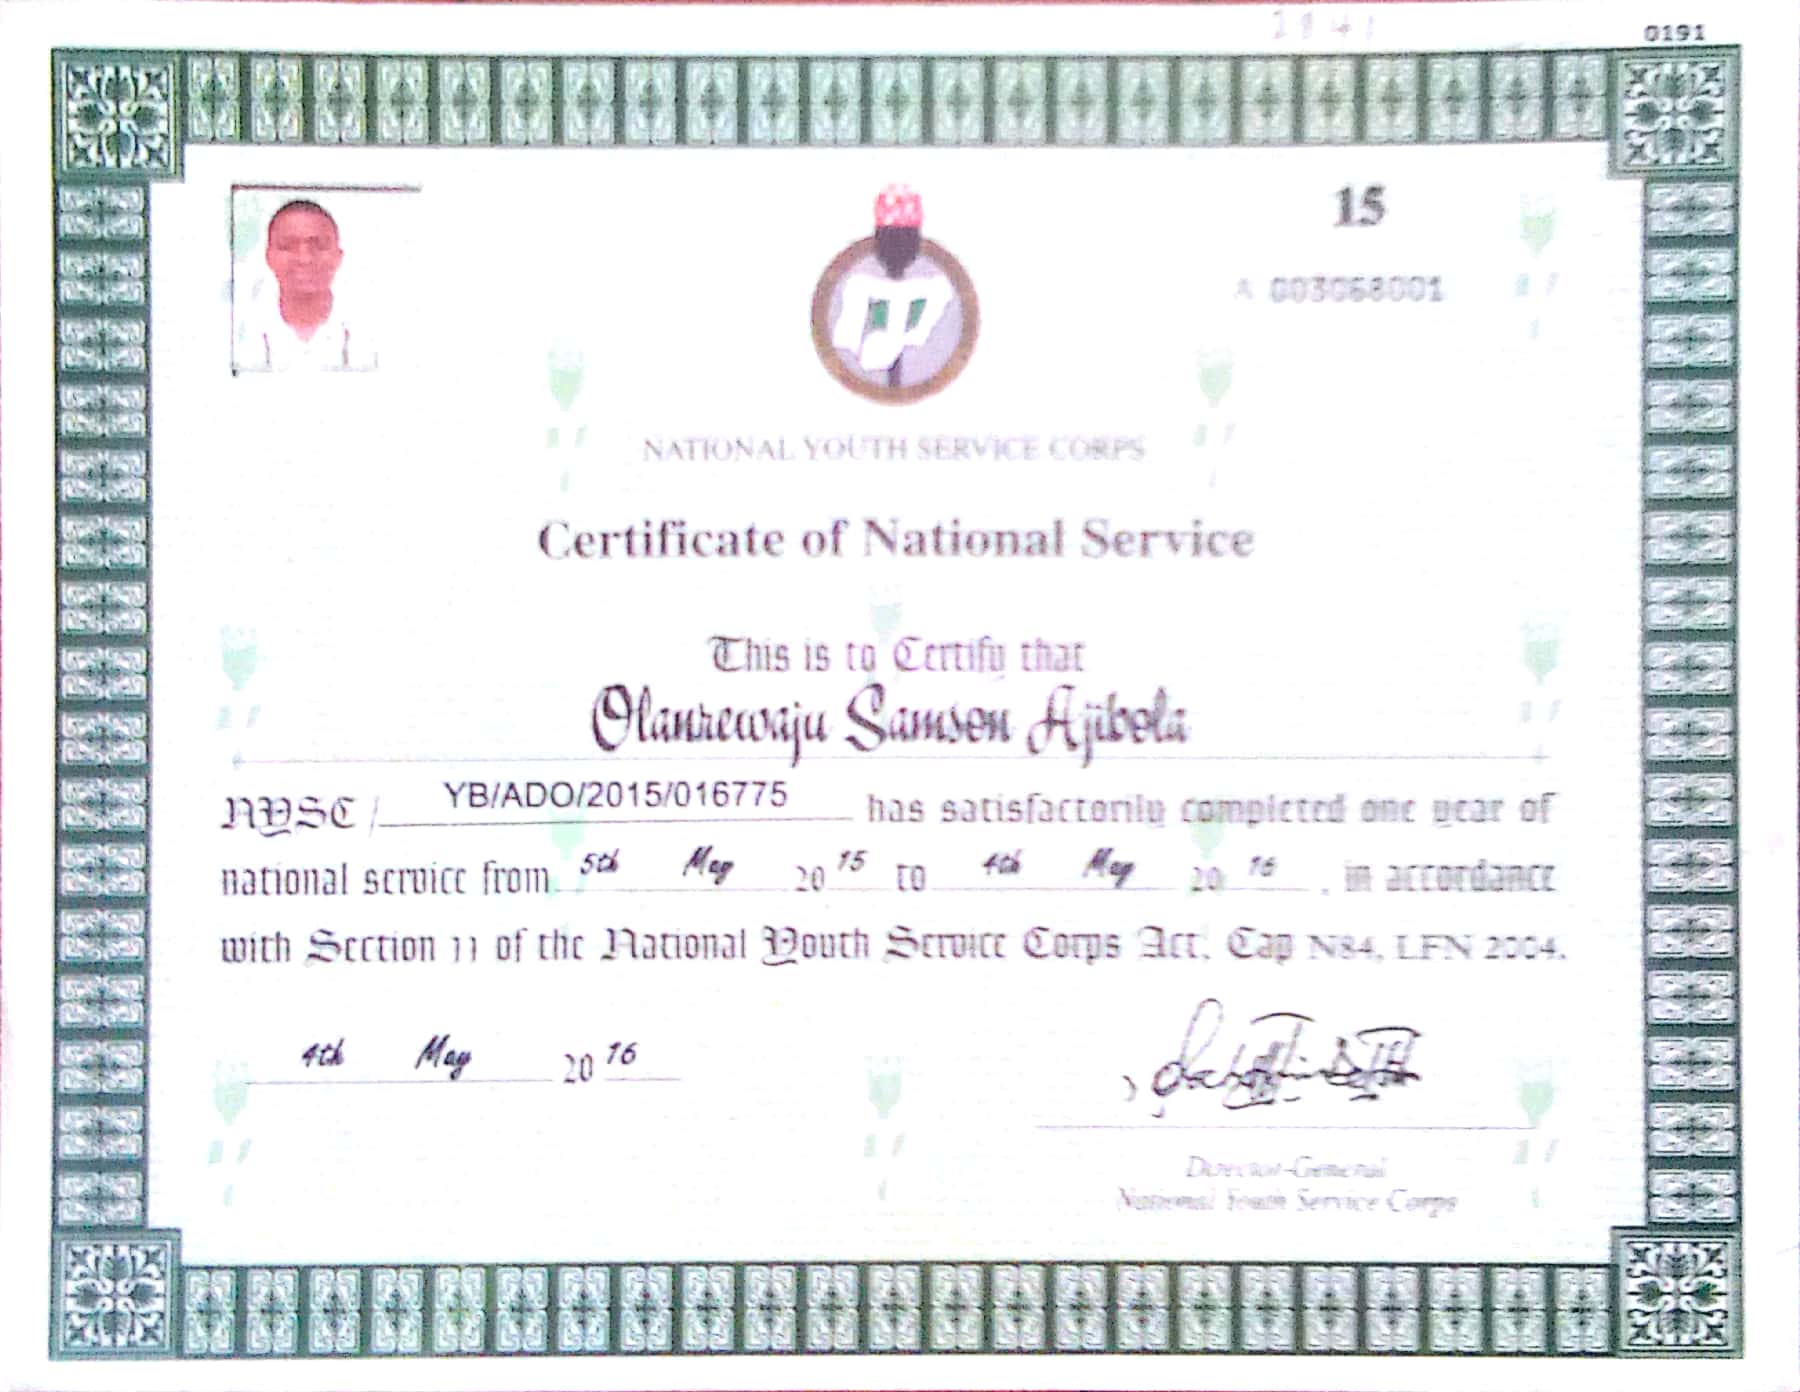 0191
15
A 003068001
NATIONAL YOUTH SERVICE CORPS
Certificate of National Service
This is to Certify that
Olanrewaju Samson Ajibola
NYSC / YB/ADO/2015/016775 has satisfactorily completed one year of
national service from 5th May 20 15 to 4th May 20 16 , in accordance
with Section 11 of the National Youth Service Corps Act. Cap N84, LFN 2004.
4th May 20 16
Director-General
National Youth Service Corps